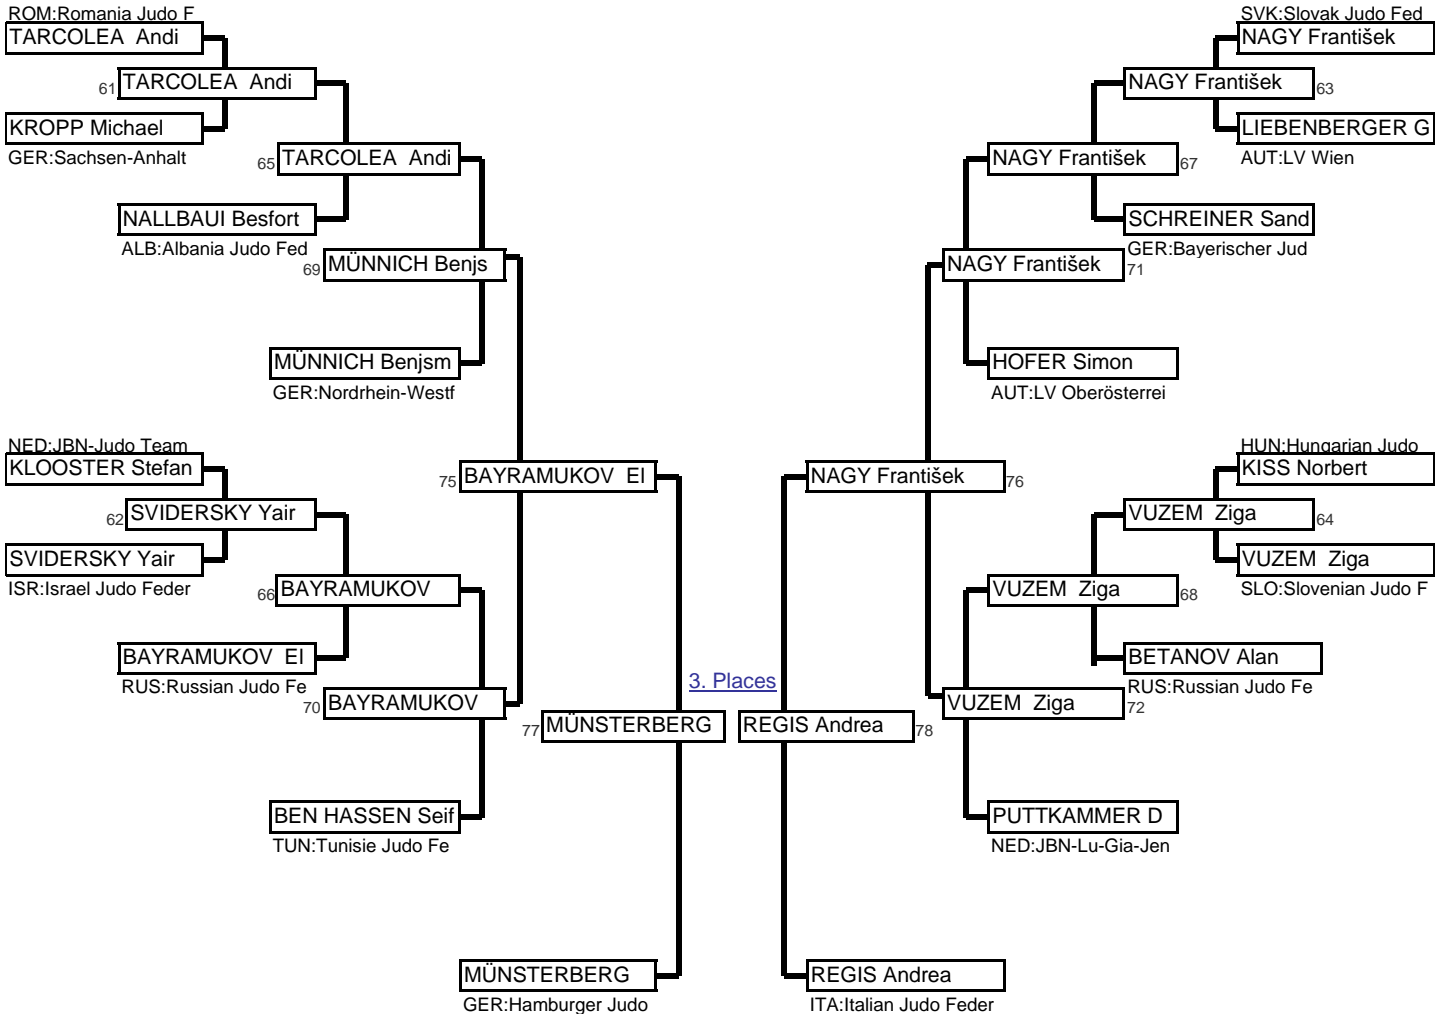 ROM:Romania Judo F
TARCOLEA  Andi
61 TARCOLEA  Andi
KROPP Michael
GER:Sachsen-Anhalt
65 TARCOLEA  Andi
NALLBAUI Besfort
ALB:Albania Judo Fed
69 MÜNNICH Benjs
MÜNNICH Benjsm
GER:Nordrhein-Westf
NED:JBN-Judo Team
KLOOSTER Stefan
75 BAYRAMUKOV  El
62 SVIDERSKY Yair
SVIDERSKY Yair
ISR:Israel Judo Feder
66 BAYRAMUKOV
BAYRAMUKOV  El
RUS:Russian Judo Fe
70 BAYRAMUKOV
77 MÜNSTERBERG
BEN HASSEN Seif
TUN:Tunisie Judo Fe
MÜNSTERBERG
GER:Hamburger Judo
3. Places
SVK:Slovak Judo Fed
NAGY František
NAGY František 63
LIEBENBERGER G
AUT:LV Wien
NAGY František 67
SCHREINER Sand
GER:Bayerischer Jud
NAGY František 71
HOFER Simon
AUT:LV Oberösterrei
HUN:Hungarian Judo
KISS Norbert
NAGY František 76
VUZEM  Ziga 64
VUZEM  Ziga
SLO:Slovenian Judo F
VUZEM  Ziga 68
BETANOV Alan
RUS:Russian Judo Fe
VUZEM  Ziga 72
REGIS Andrea 78
PUTTKAMMER D
NED:JBN-Lu-Gia-Jen
REGIS Andrea
ITA:Italian Judo Feder